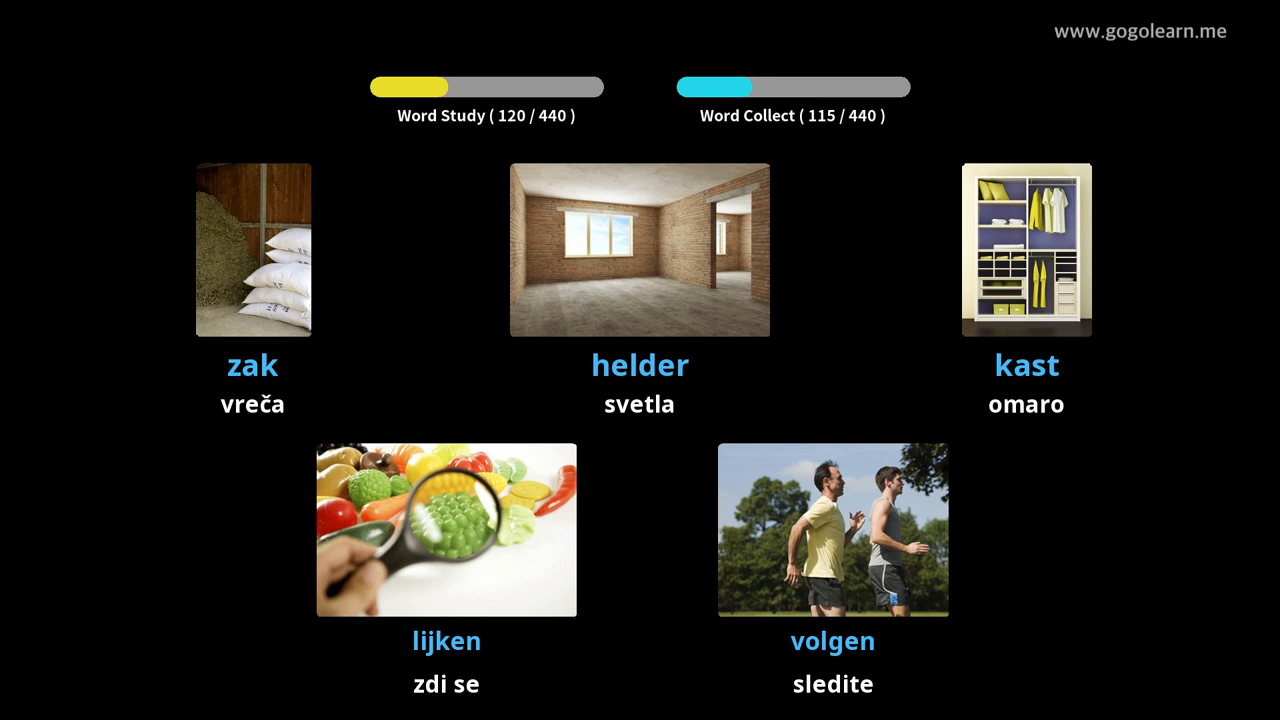 www.gogolearn.me
Word Study ( 120 / 440 )
Word Collect ( 115 / 440 )
zak
helder
kast
vreča
svetla
omaro
lijken
volgen
zdi se
sledite